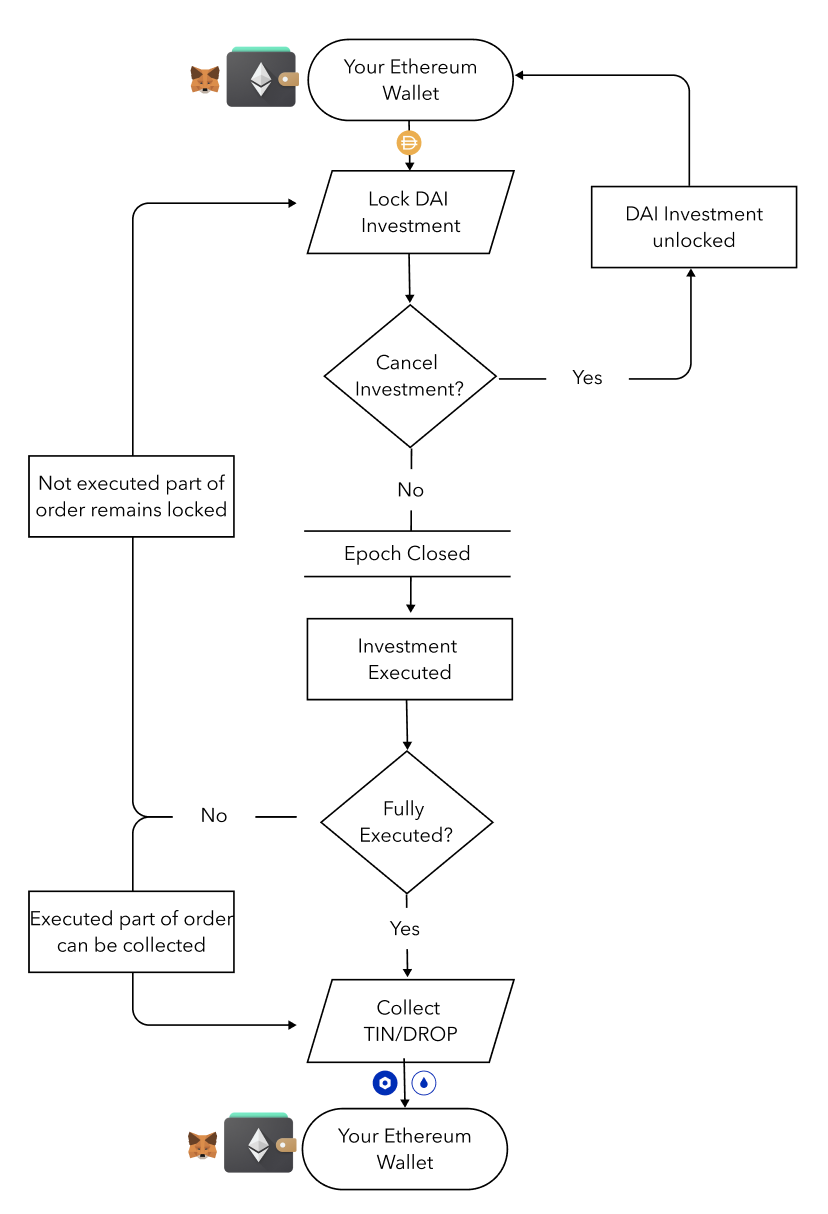 Your Ethereum
Wallet
Lock DAI
Investment
DAI Investment
unlocked
Cancel
Investment?
Yes
Not executed part of
order remains locked
No
Epoch Closed
Investment
Executed
Fully
Executed?
No
Executed part of order
can be collected
Yes
Collect
TIN/DROP
Your Ethereum
Wallet